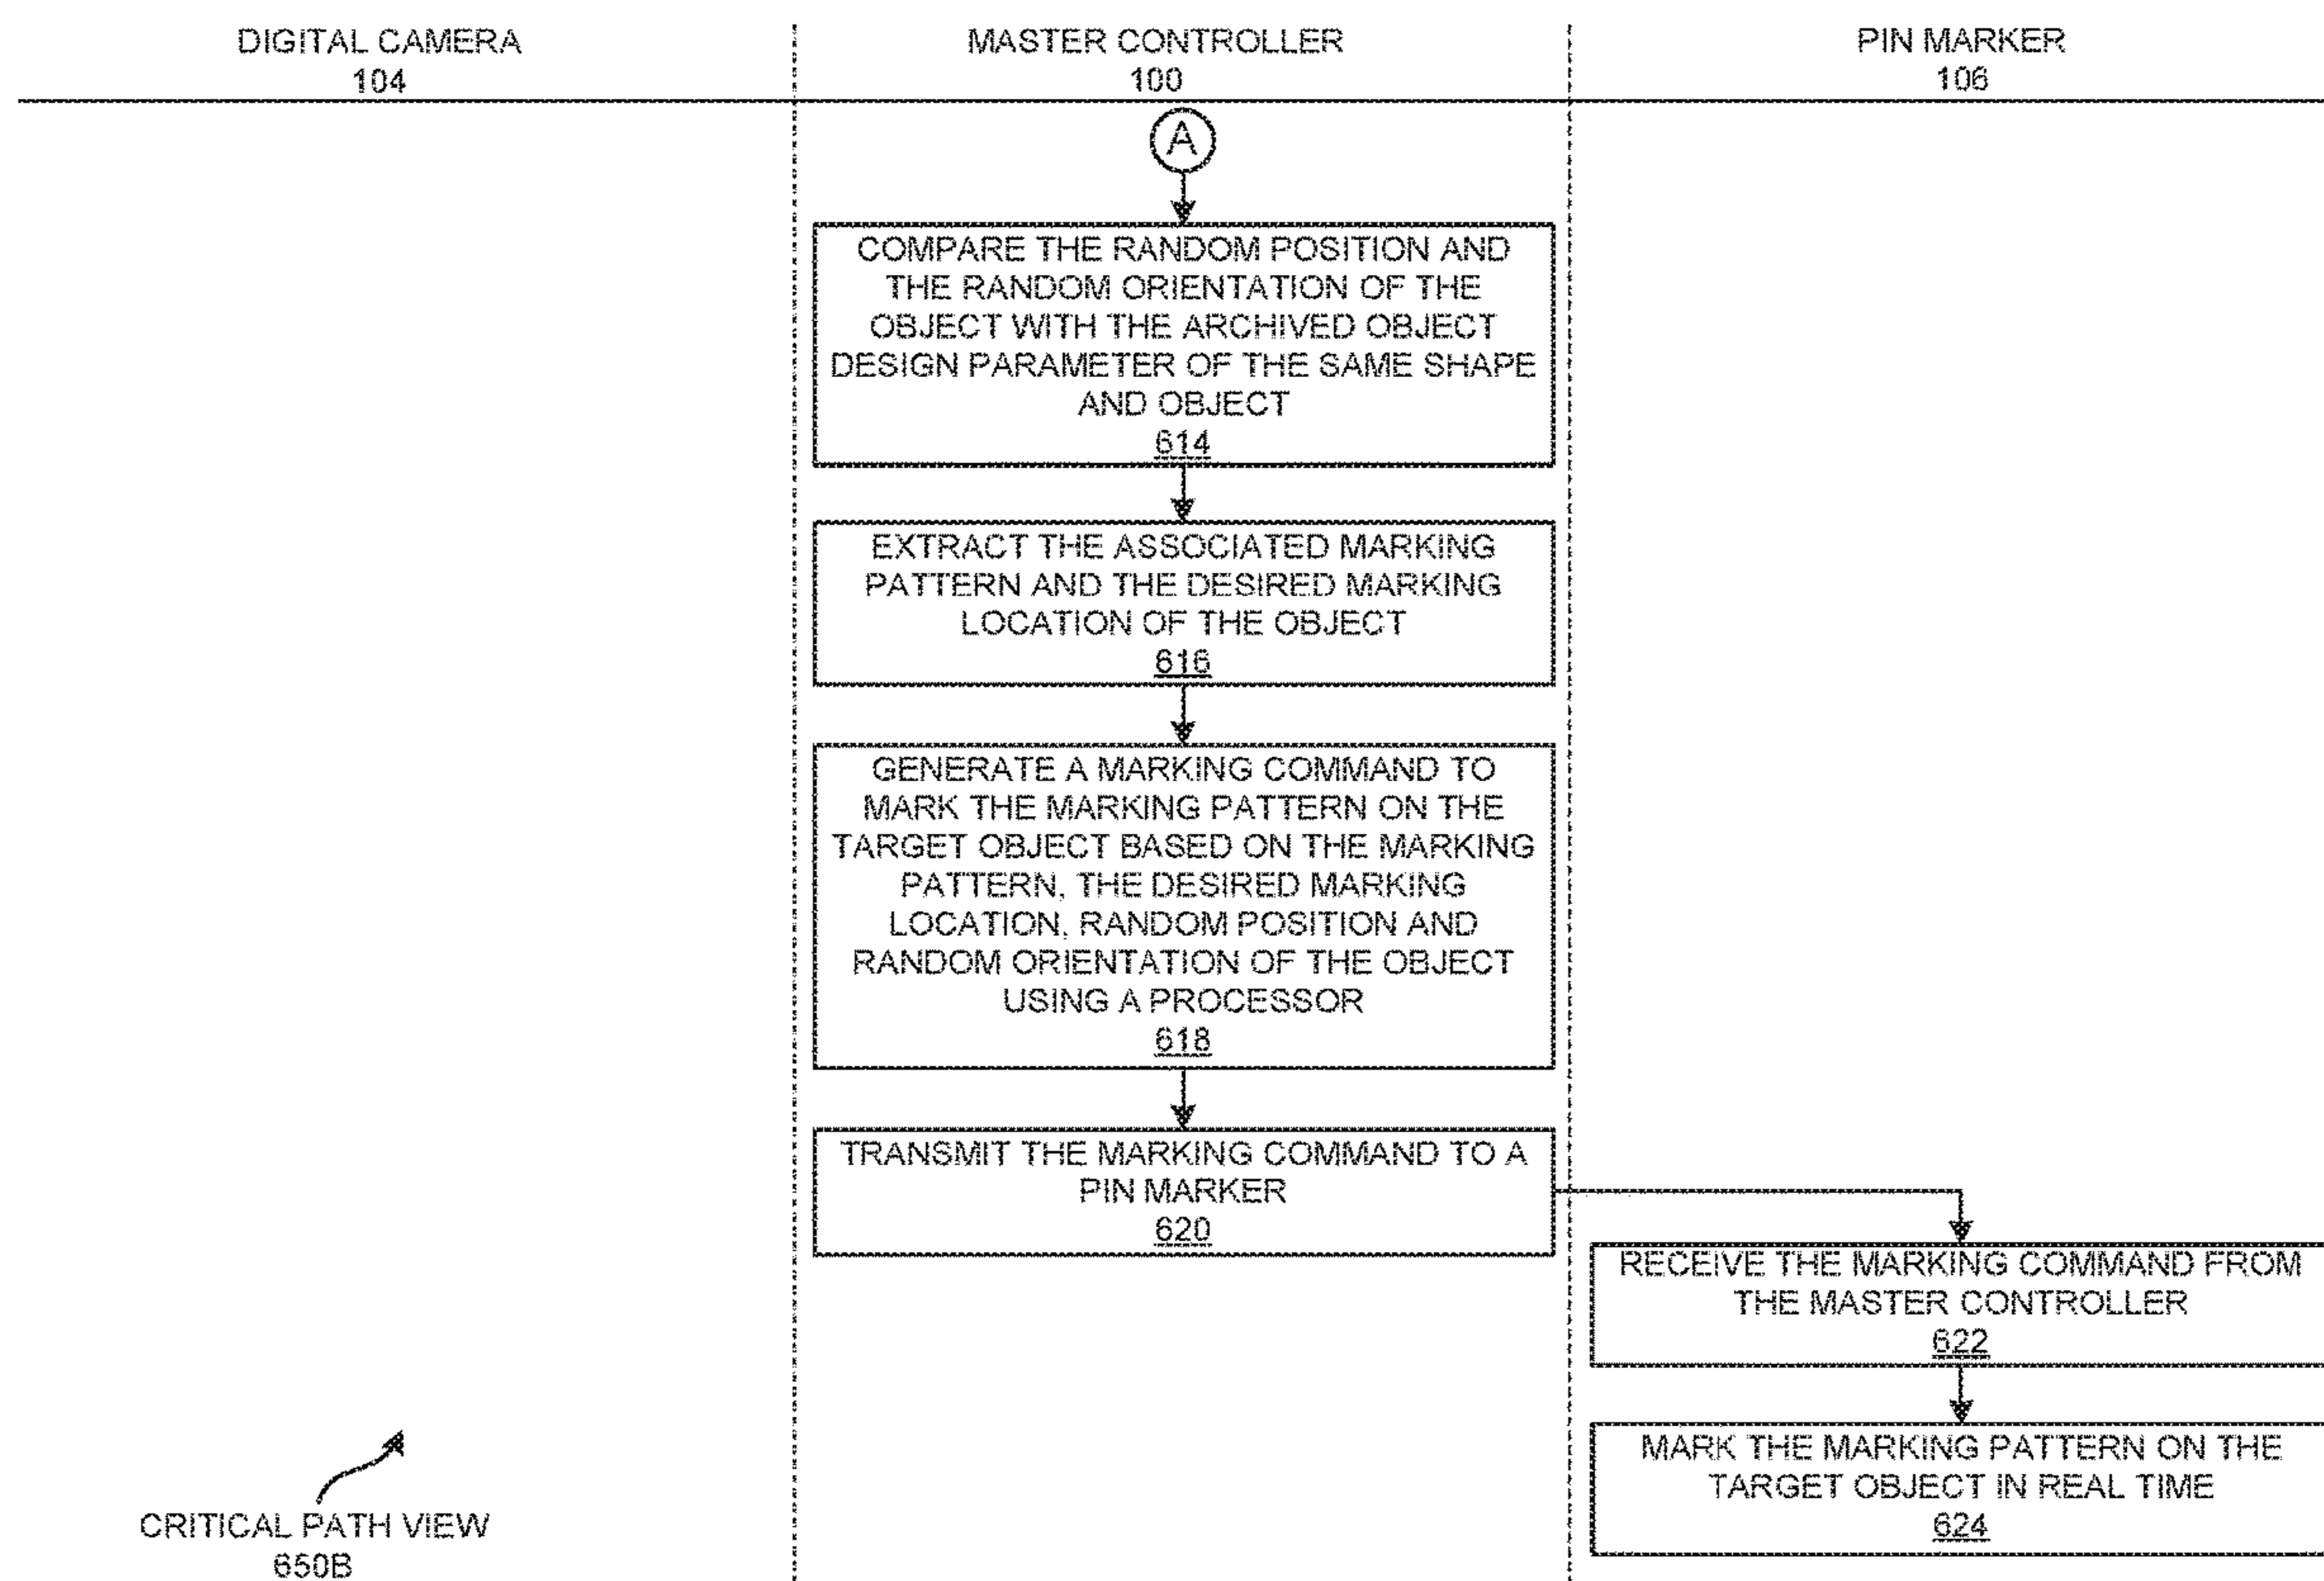 DIGITAL CAMERA
104
MASTER CONTROLLER
100
PIN MARKER
106
A
COMPARE THE RANDOM POSITION AND
THE RANDOM ORIENTATION OF THE
OBJECT WITH THE ARCHIVED OBJECT
DESIGN PARAMETER OF THE SAME SHAPE
AND OBJECT
614
EXTRACT THE ASSOCIATED MARKING
PATTERN AND THE DESIRED MARKING
LOCATION OF THE OBJECT
616
GENERATE A MARKING COMMAND TO
MARK THE MARKING PATTERN ON THE
TARGET OBJECT BASED ON THE MARKING
PATTERN, THE DESIRED MARKING
LOCATION, RANDOM POSITION AND
RANDOM ORIENTATION OF THE OBJECT
USING A PROCESSOR
618
TRANSMIT THE MARKING COMMAND TO A
PIN MARKER
620
RECEIVE THE MARKING COMMAND FROM
THE MASTER CONTROLLER
622
MARK THE MARKING PATTERN ON THE
TARGET OBJECT IN REAL TIME
624
CRITICAL PATH VIEW
650B